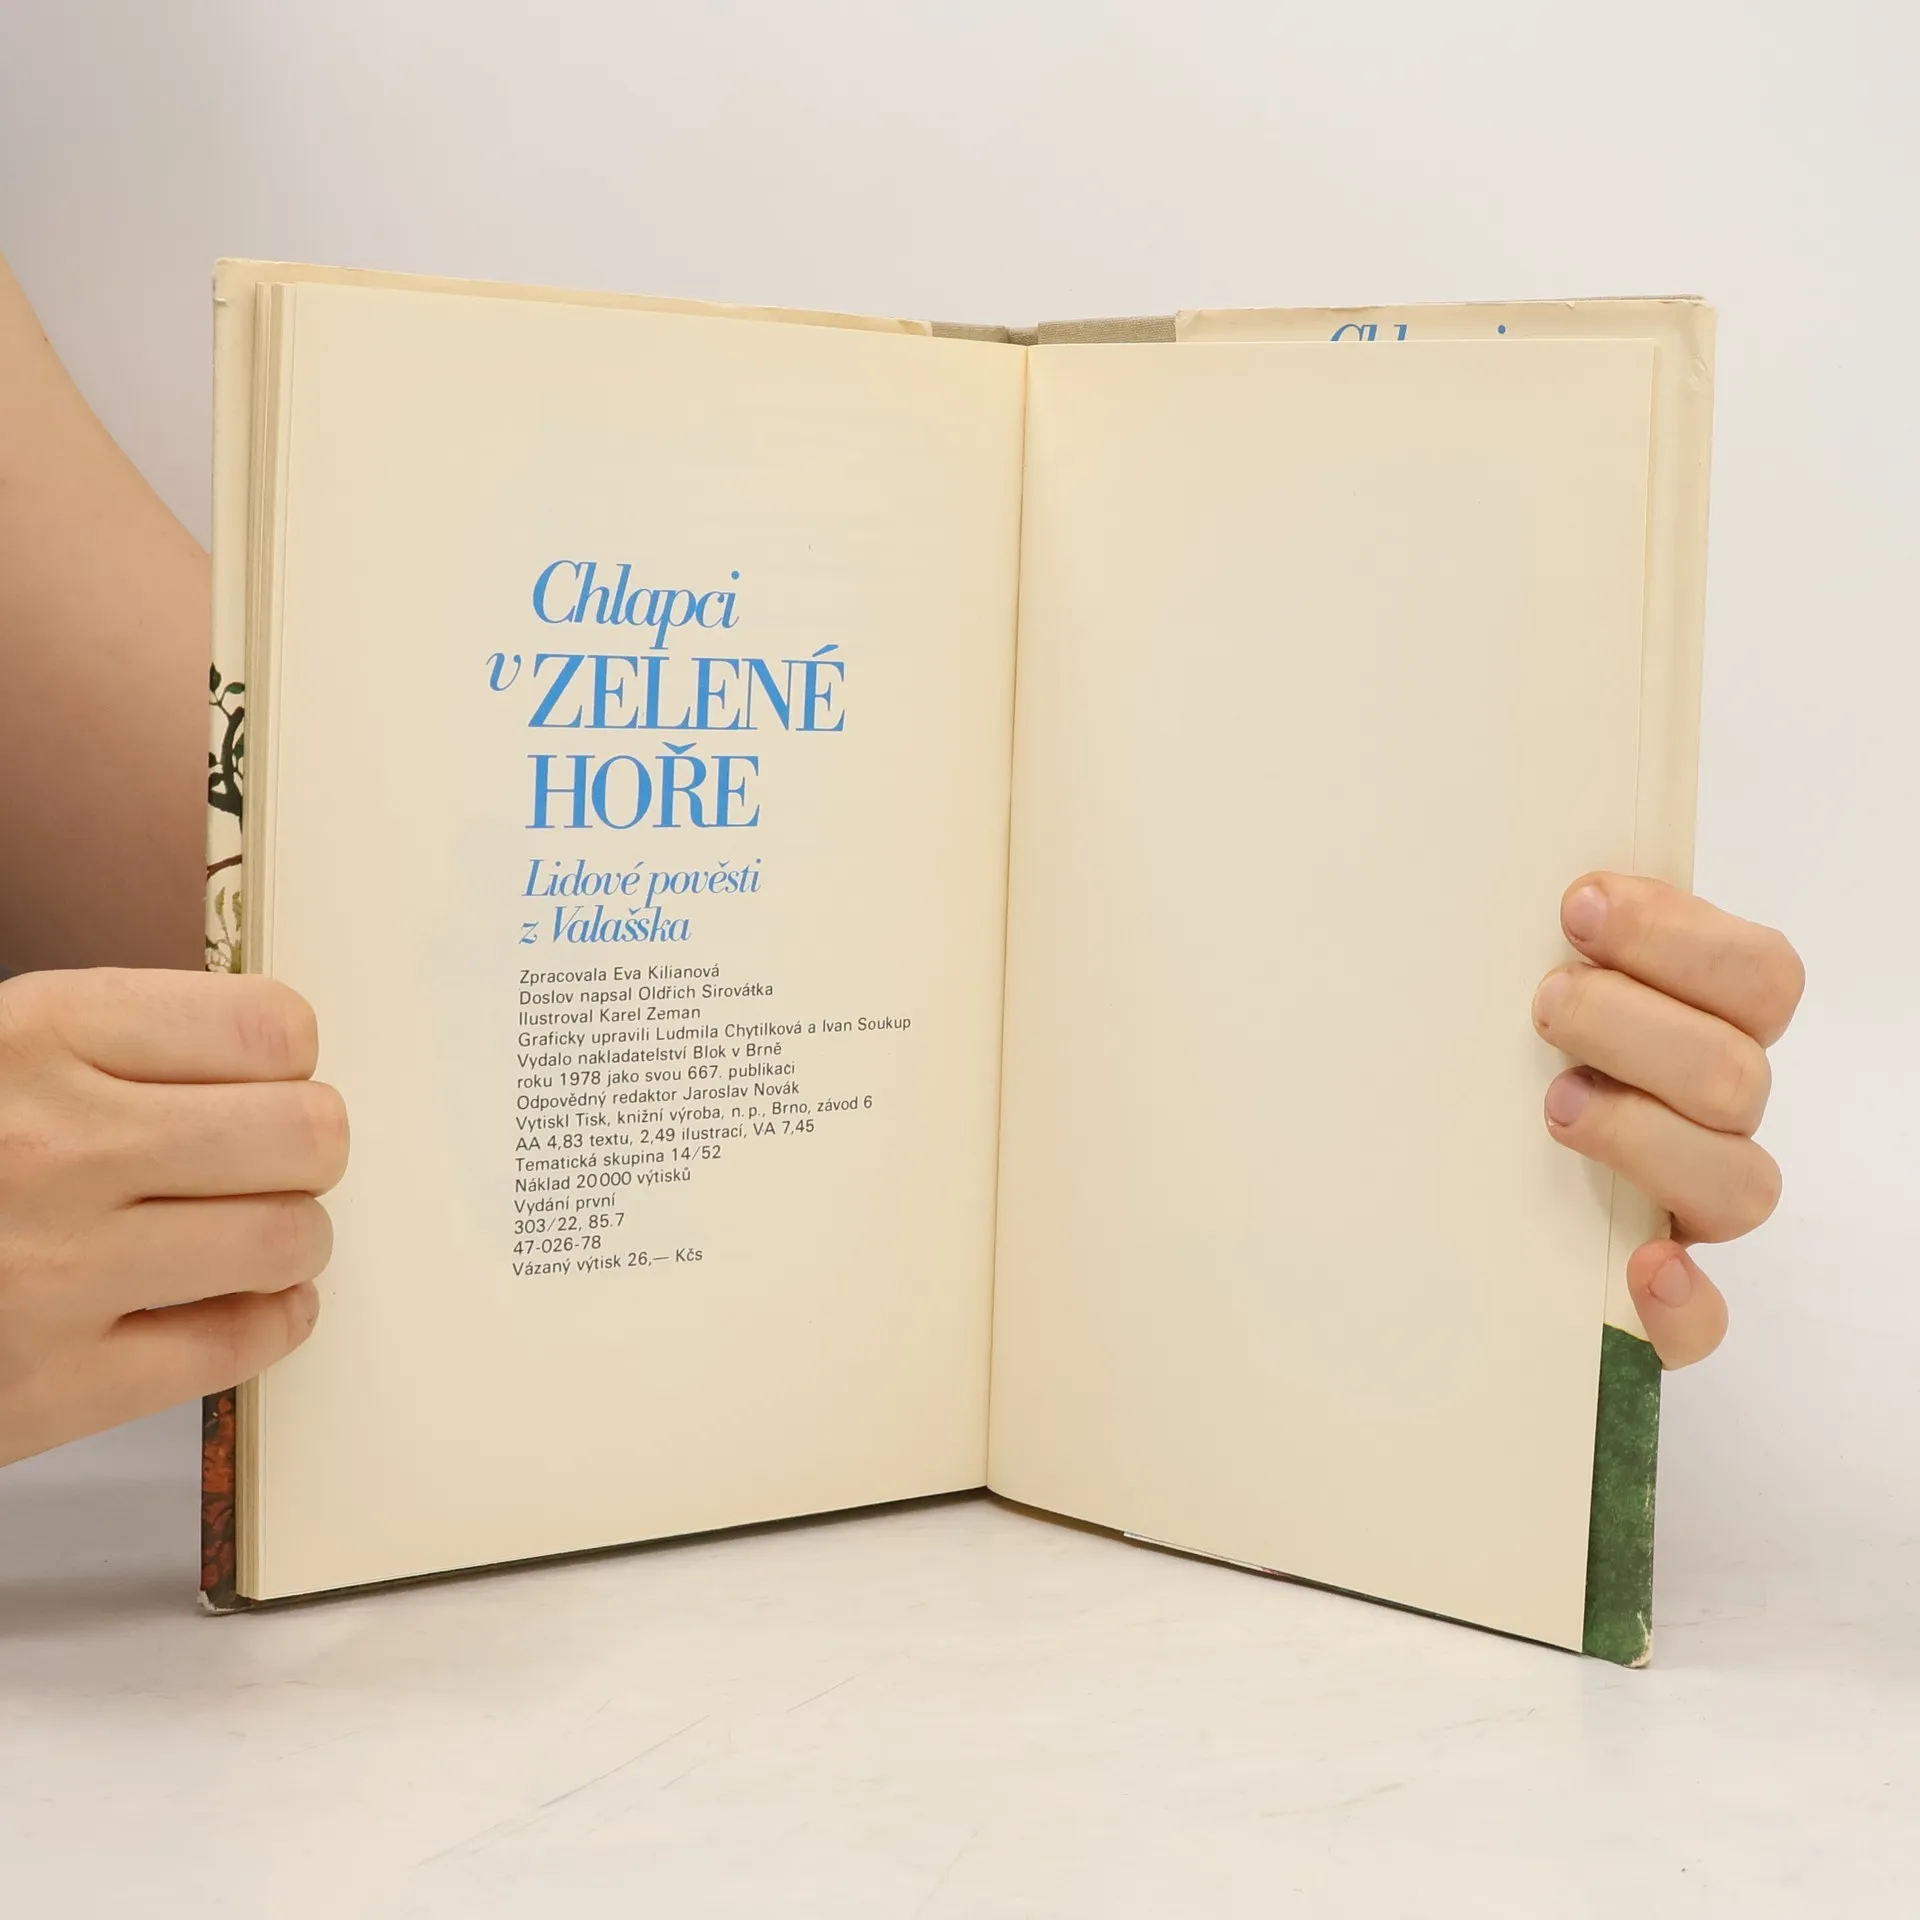 Chlapci
v ZELENÉ
HOŘE
Lidové pověsti
z Valašska
Zpracovala Eva Kilianová
Doslov napsal Oldřich Sirovátka
Ilustroval Karel Zeman
Graficky upravili Ludmila Chytilková a Ivan Soukup
Vydalo nakladatelství Blok v Brně
roku 1978 jako svou 667. publikaci
Odpovědný redaktor Jaroslav Novák
Vytiskl Tisk, knižní výroba, n. p., Brno, závod 6
AA 4,83 textu, 2,49 ilustrací, VA 7,45
Tematická skupina 14/52
Náklad 20 000 výtisků
Vydání první
303/22, 85.7
47-026-78
Vázaný výtisk 26,— Kčs